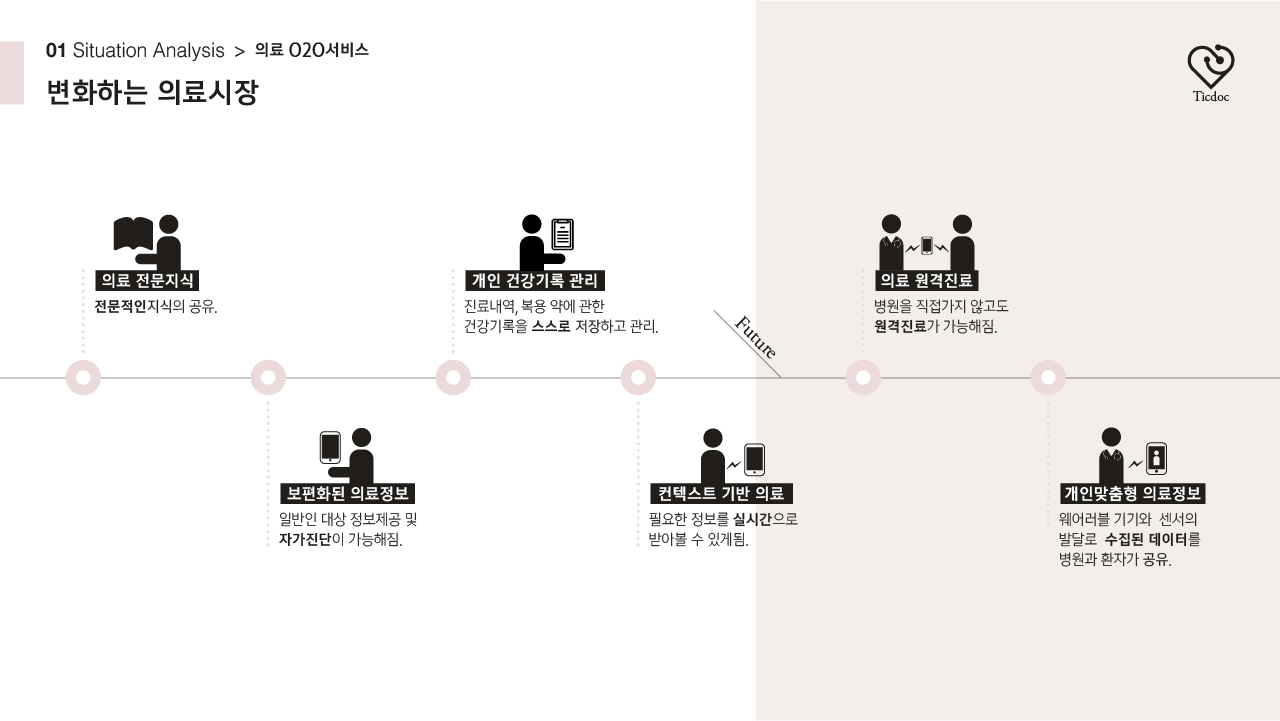 01 Situation Analysis > 의료 O2O서비스
변화하는 의료시장
Ticdoc
의료 전문지식
전문적인지식의 공유.
보편화된 의료정보
일반인 대상 정보제공 및
자가진단이 가능해짐.
개인 건강기록 관리
진료내역, 복용 약에 관한
건강기록을 스스로 저장하고 관리.
컨텍스트 기반 의료
필요한 정보를 실시간으로
받아볼 수 있게됨.
Future
의료 원격진료
병원을 직접가지 않고도
원격진료가 가능해짐.
개인맞춤형 의료정보
웨어러블 기기와 센서의
발달로 수집된 데이터를
병원과 환자가 공유.